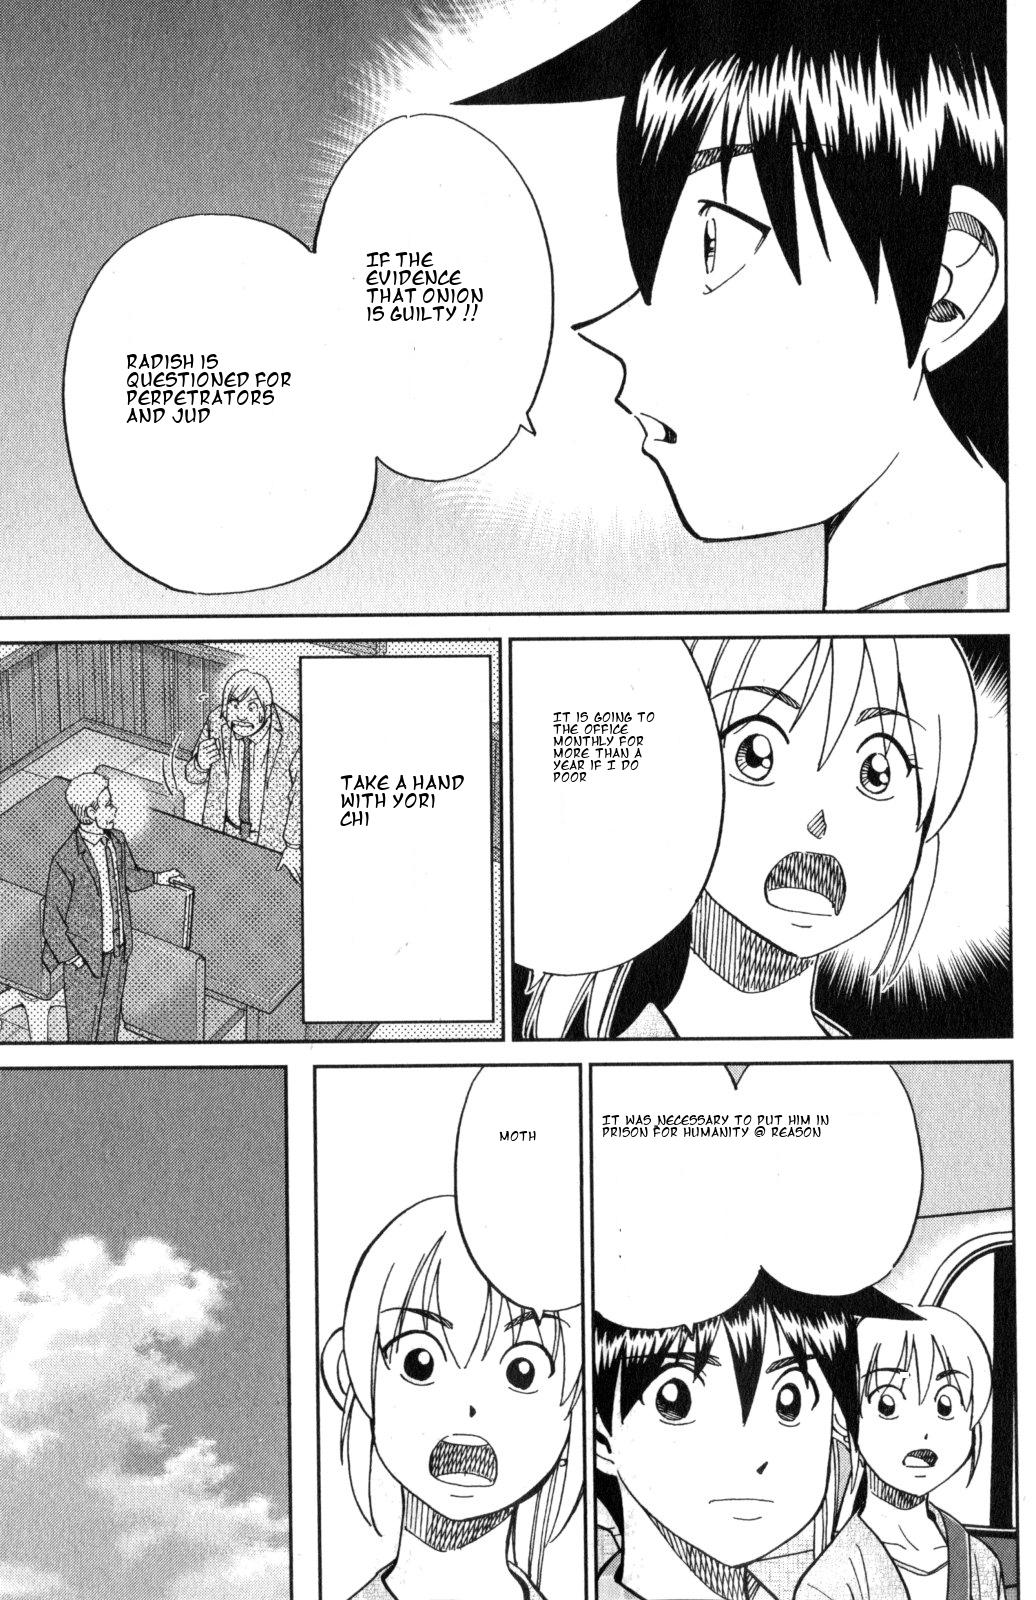 IF THE
EVIDENCE
THAT ONION
IS GUILTY !!
RADISH IS
QUESTIONED FOR
PERPETRATORS
AND JUD
IT IS GOING TO
THE OFFICE
MONTHLY FOR
MORE THAN A
YEAR IF I DO
POOR
TAKE A HAND
WITH YORI
CHI
IT WAS NECESSARY TO PUT HIM IN
PRISON FOR HUMANITY @ REASON
MOTH